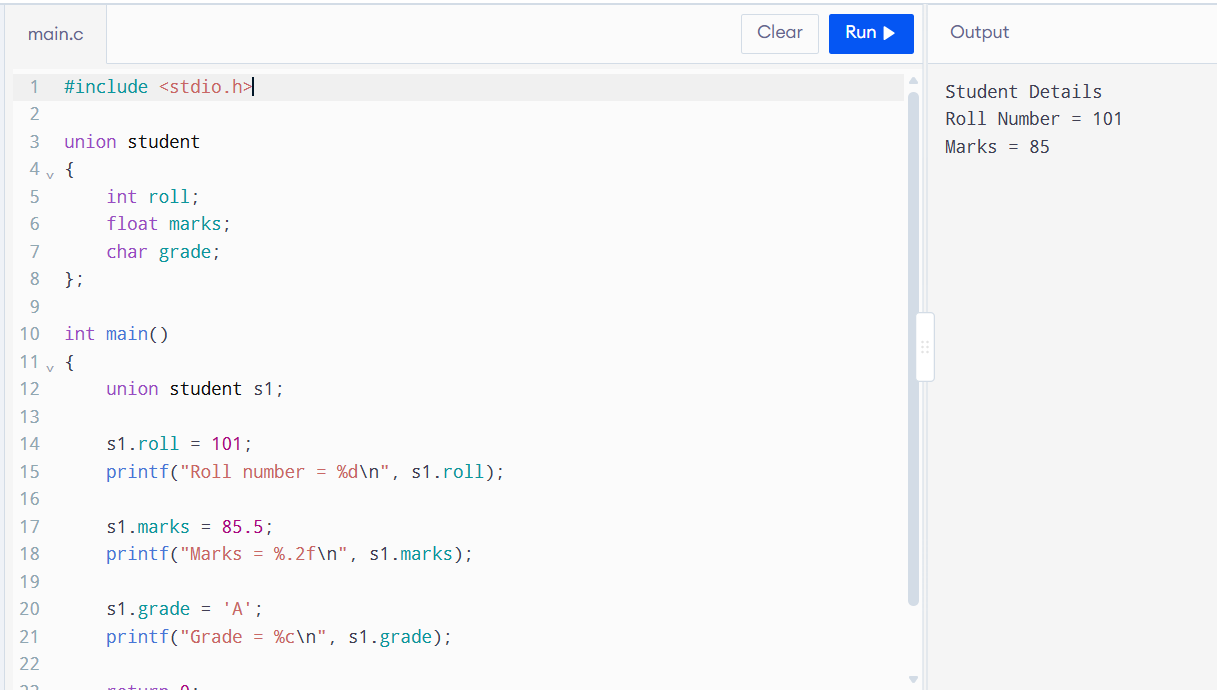 main.c
Clear
Run
Output
1 #include <stdio.h>
2
3 union student
4 {
5 int roll;
6 float marks;
7 char grade;
8 };
9
10 int main()
11 {
12 union student s1;
13
14 s1.roll = 101;
15 printf("Roll number = %d\n", s1.roll);
16
17 s1.marks = 85.5;
18 printf("Marks = %.2f\n", s1.marks);
19
20 s1.grade = 'A';
21 printf("Grade = %c\n", s1.grade);
22
23 return 0;
Student Details
Roll Number = 101
Marks = 85